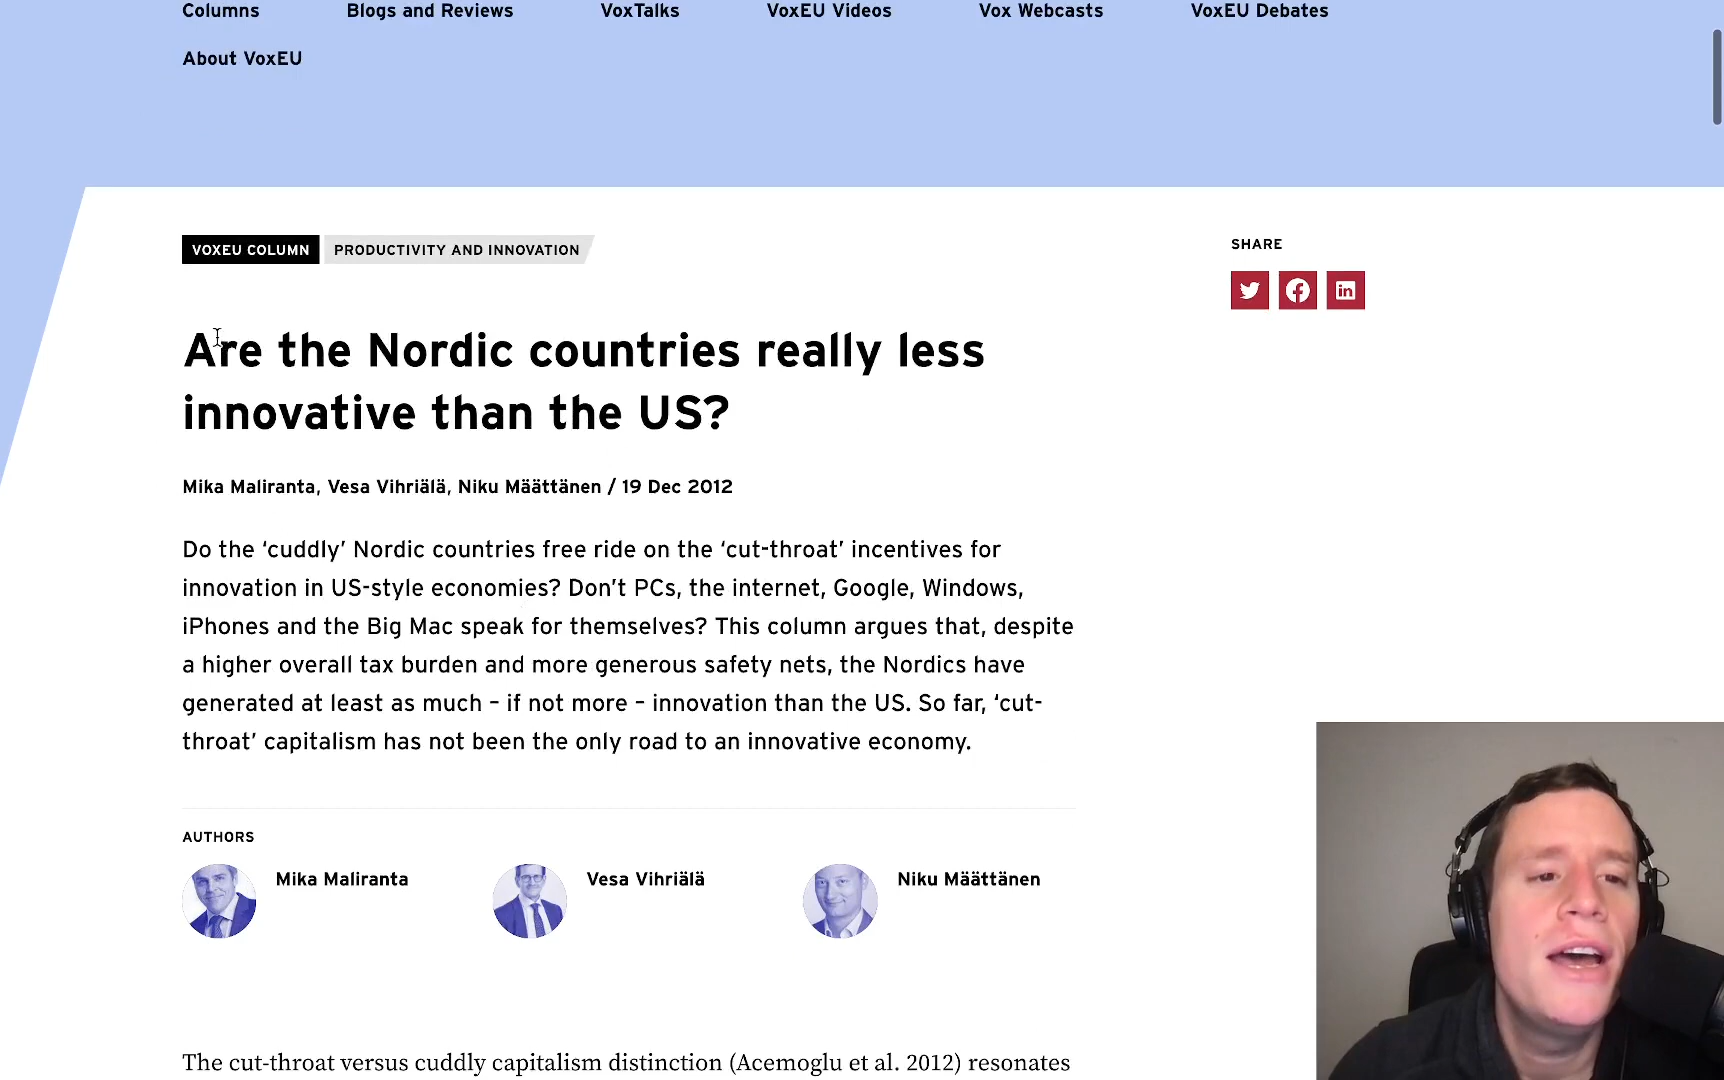 Columns Blogs and Reviews VoxTalks VoxEU Videos Vox Webcasts VoxEU Debates
About VoxEU
VOXEU COLUMN PRODUCTIVITY AND INNOVATION
SHARE
Are the Nordic countries really less
innovative than the US?
Mika Maliranta, Vesa Vihriälä, Niku Määttänen / 19 Dec 2012
Do the ‘cuddly’ Nordic countries free ride on the ‘cut-throat’ incentives for
innovation in US-style economies? Don’t PCs, the internet, Google, Windows,
iPhones and the Big Mac speak for themselves? This column argues that, despite
a higher overall tax burden and more generous safety nets, the Nordics have
generated at least as much – if not more – innovation than the US. So far, ‘cut-
throat’ capitalism has not been the only road to an innovative economy.
AUTHORS
Mika Maliranta Vesa Vihriälä Niku Määttänen
The cut-throat versus cuddly capitalism distinction (Acemoglu et al. 2012) resonates